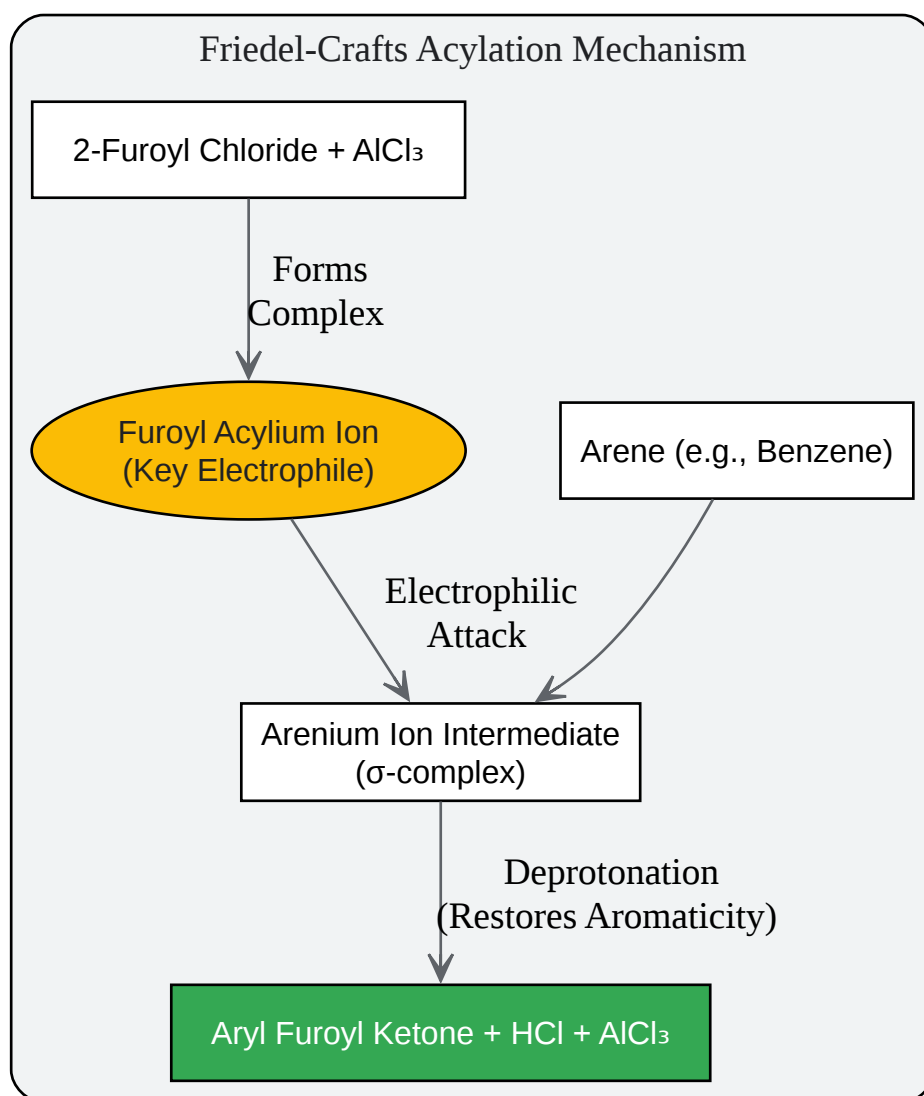 Friedel-Crafts Acylation Mechanism
2-Furoyl Chloride + AlCl₃
Forms
Complex
Furoyl Acylium Ion
(Key Electrophile)
Arene (e.g., Benzene)
Electrophilic
Attack
Arenium Ion Intermediate
(σ-complex)
Deprotonation
(Restores Aromaticity)
Aryl Furoyl Ketone + HCl + AlCl₃